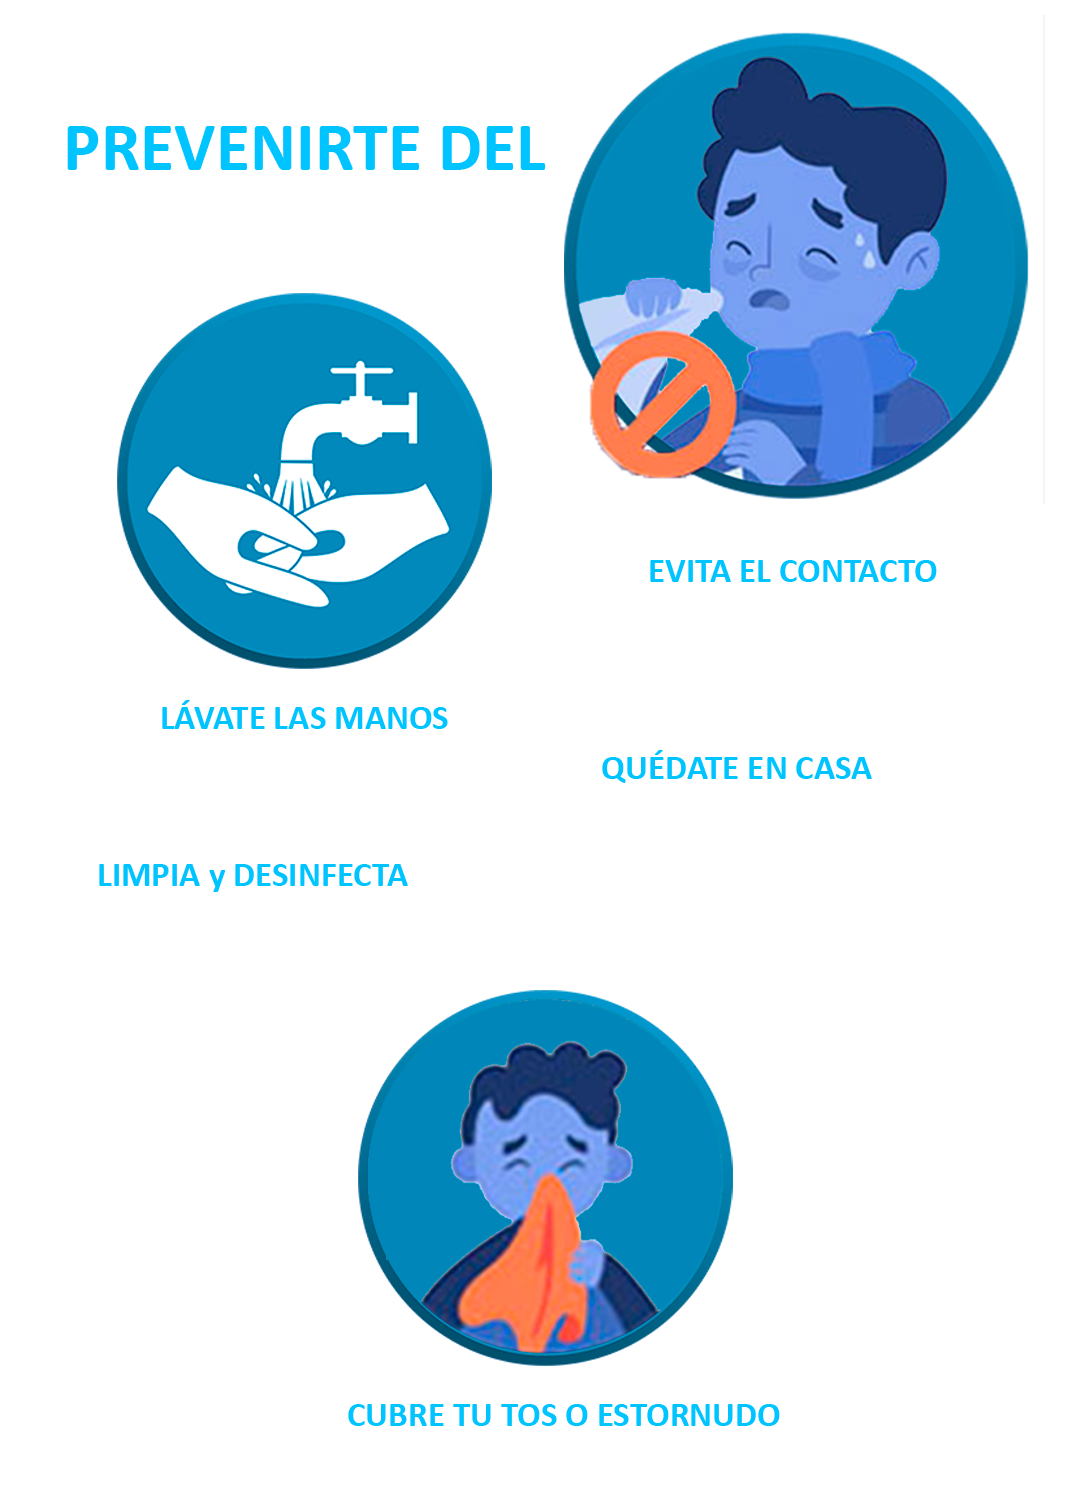 PREVENIRTE DEL
EVITA EL CONTACTO
LÁVATE LAS MANOS
QUÉDATE EN CASA
LIMPIA y DESINFECTA
CUBRE TU TOS O ESTORNUDO